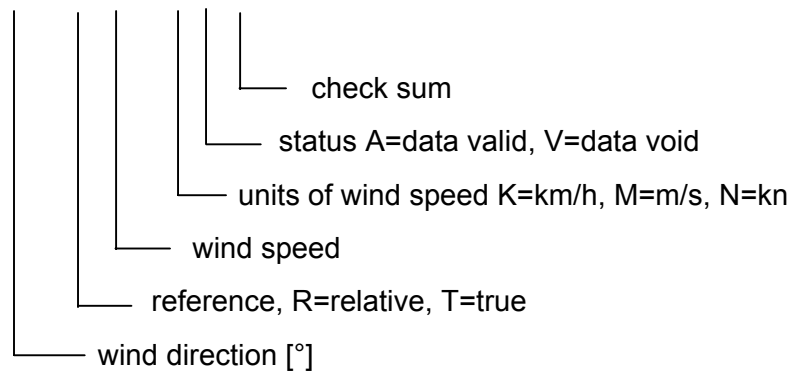 check sum
status A=data valid, V=data void
units of wind speed K=km/h, M=m/s, N=kn
wind speed
reference, R=relative, T=true
wind direction [°]